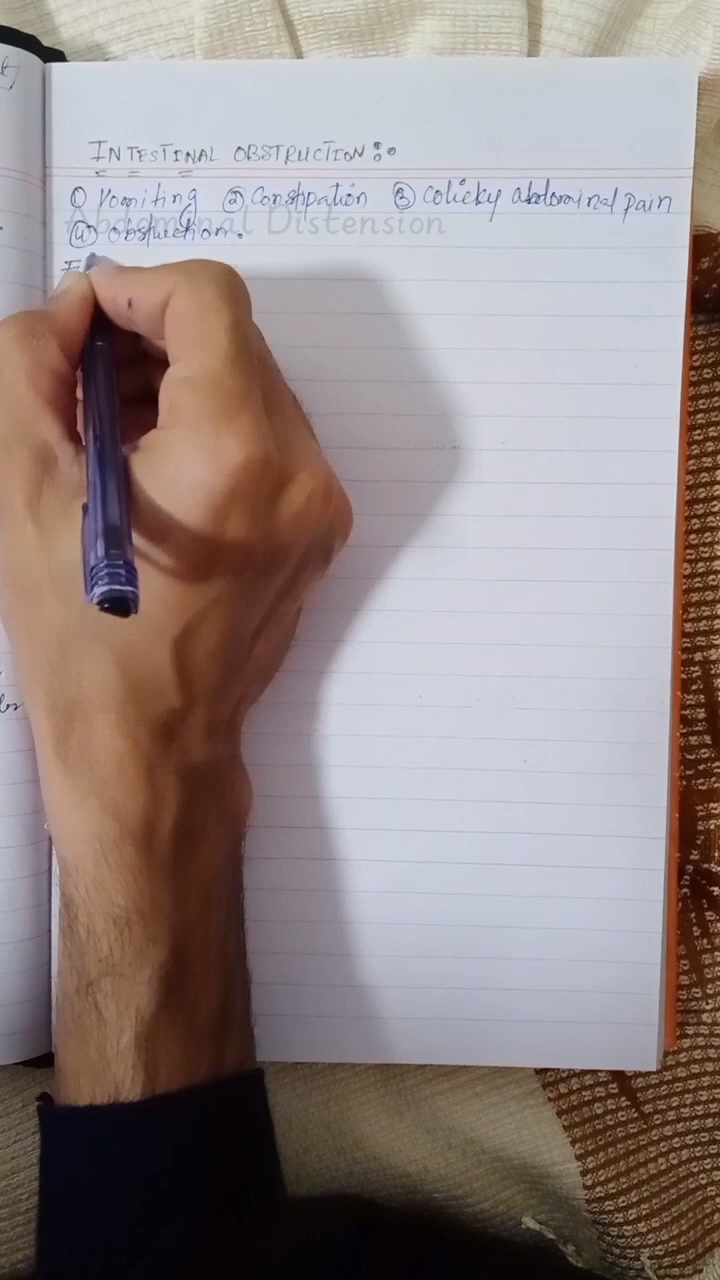 INTESTINAL OBSTRUCTION :-
① Vomiting ② Constipation ③ Colicky abdominal pain
Abdominal Distension
④ obstruction.